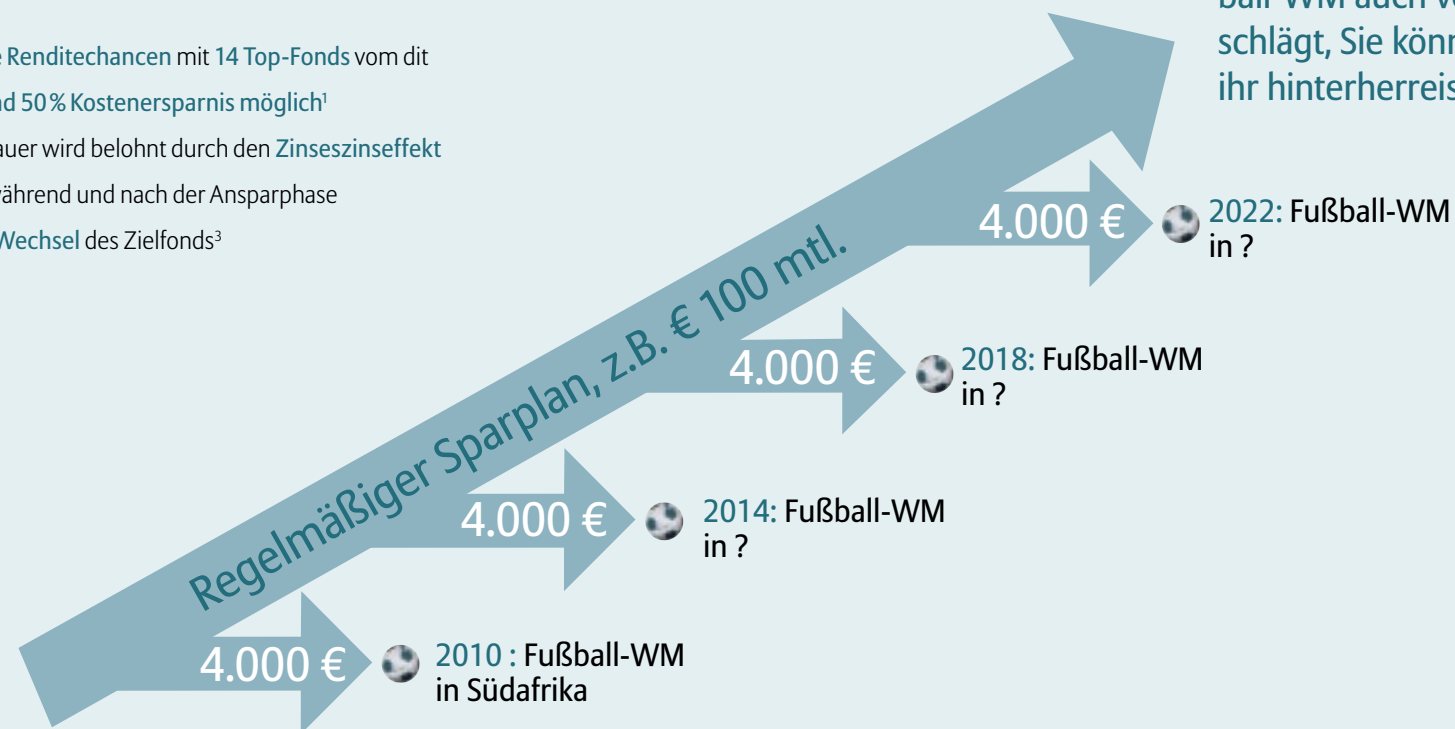 e Renditechancen mit 14 Top-Fonds vom dit
nd 50 % Kostenersparnis möglich¹
auer wird belohnt durch den Zinseszinseffekt
während und nach der Ansparphase
Wechsel des Zielfonds³
schlägt, Sie könn
ihr hinterherreis
4.000 €
2022: Fußball-WM
in ?
Regelmäßiger Sparplan, z.B. € 100 mtl.
4.000 €
2018: Fußball-WM
in ?
4.000 €
2014: Fußball-WM
in ?
4.000 €
2010 : Fußball-WM
in Südafrika